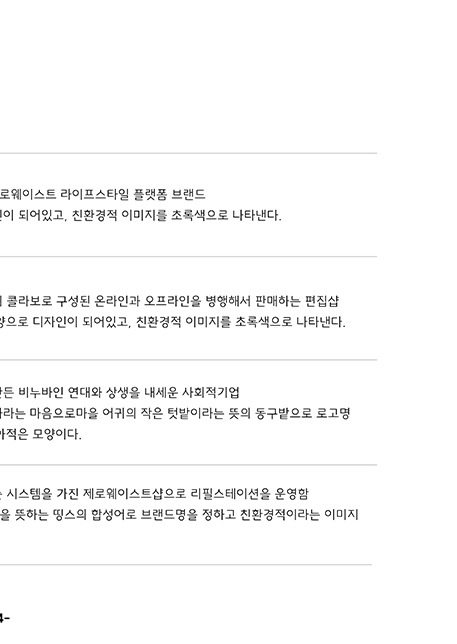 로웨이스트 라이프스타일 플랫폼 브랜드
되어있고, 친환경적 이미지를 초록색으로 나타낸다.
콜라보로 구성된 온라인과 오프라인을 병행해서 판매하는 편집샵
양으로 디자인이 되어있고, 친환경적 이미지를 초록색으로 나타낸다.
비누바인 연대와 상생을 내세운 사회적기업
마음으로마을 어귀의 작은 텃밭이라는 뜻의 동구밭으로 로고명
모양이다.
시스템을 가진 제로웨이스트샵으로 리필스테이션을 운영함
을 뜻하는 띵스의 합성어로 브랜드명을 정하고 친환경적이라는 이미지
4-